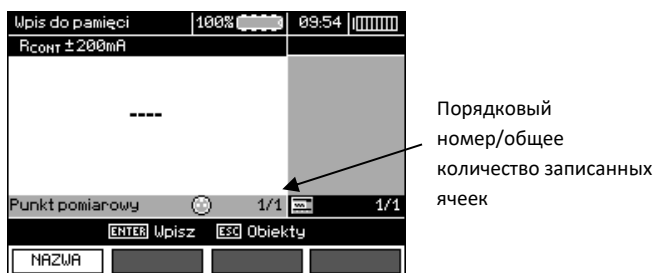 Wpis do pamięci 100% 09:54
RCONT ±200mA
----
Punkt pomiarowy 1/1 1/1
ENTER Wpisz ESC Obiekty
NAZWA
Порядковый
номер/общее
количество записанных
ячеек